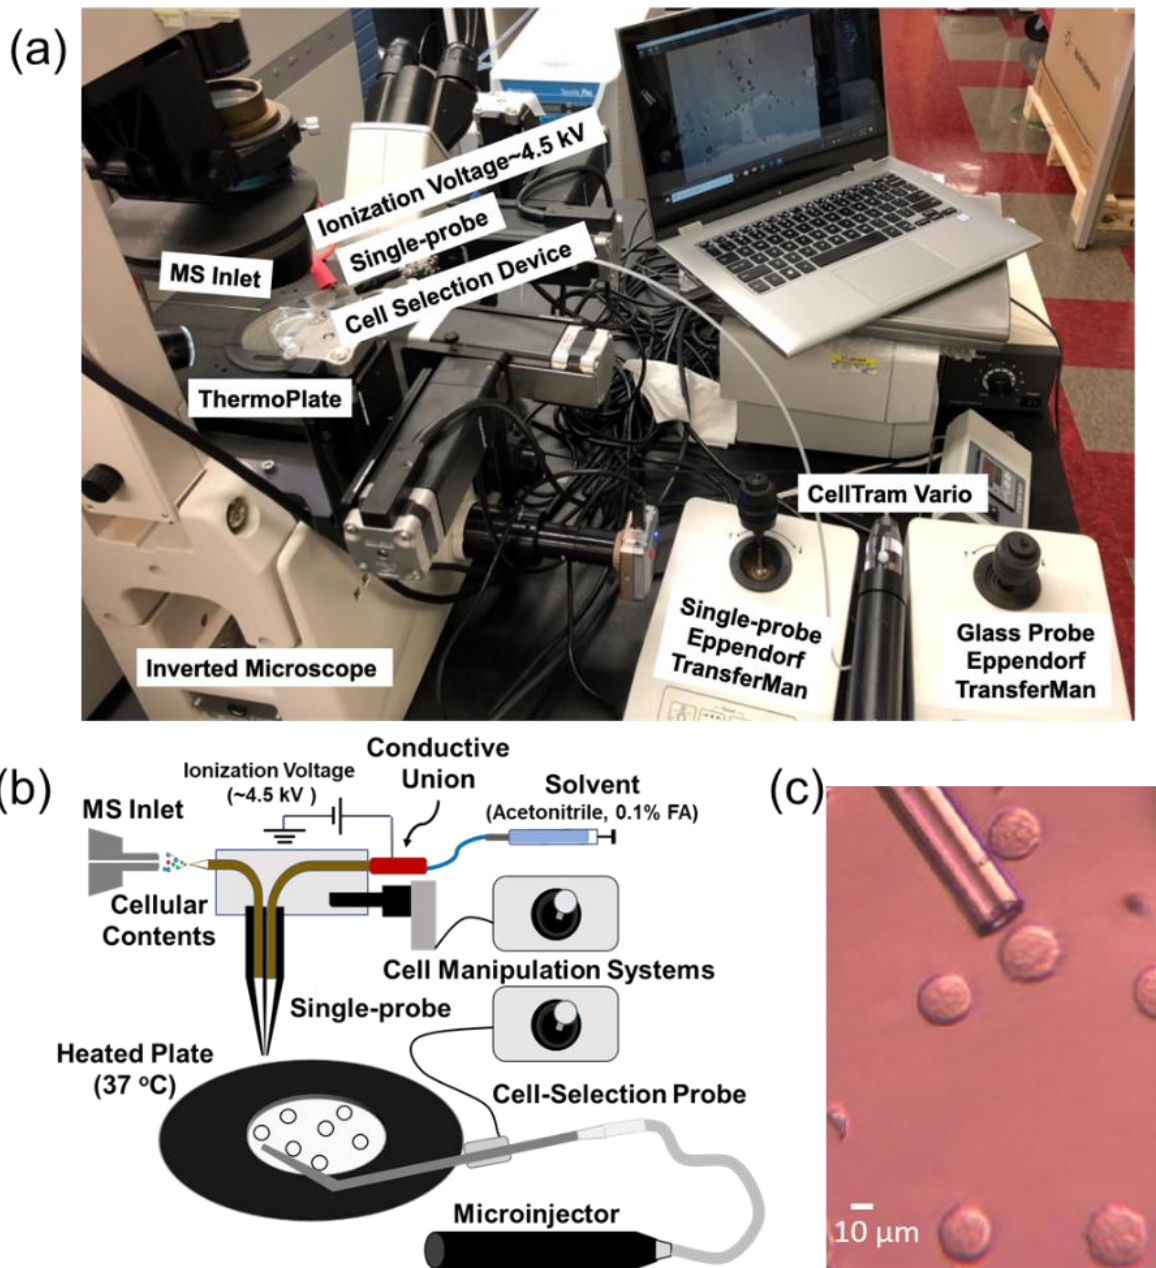 (a)
Ionization Voltage~4.5 kV
Single-probe
MS Inlet
Cell Selection Device
ThermoPlate
CellTram Vario
Single-probe
Eppendorf
TransferMan
Glass Probe
Eppendorf
TransferMan
Inverted Microscope
(b)
Ionization Voltage
(~4.5 kV )
Conductive
Union
Solvent
(Acetonitrile, 0.1% FA)
MS Inlet
Cellular
Contents
Cell Manipulation Systems
Single-probe
Heated Plate
(37 ºC)
Cell-Selection Probe
Microinjector
(c)
10 µm